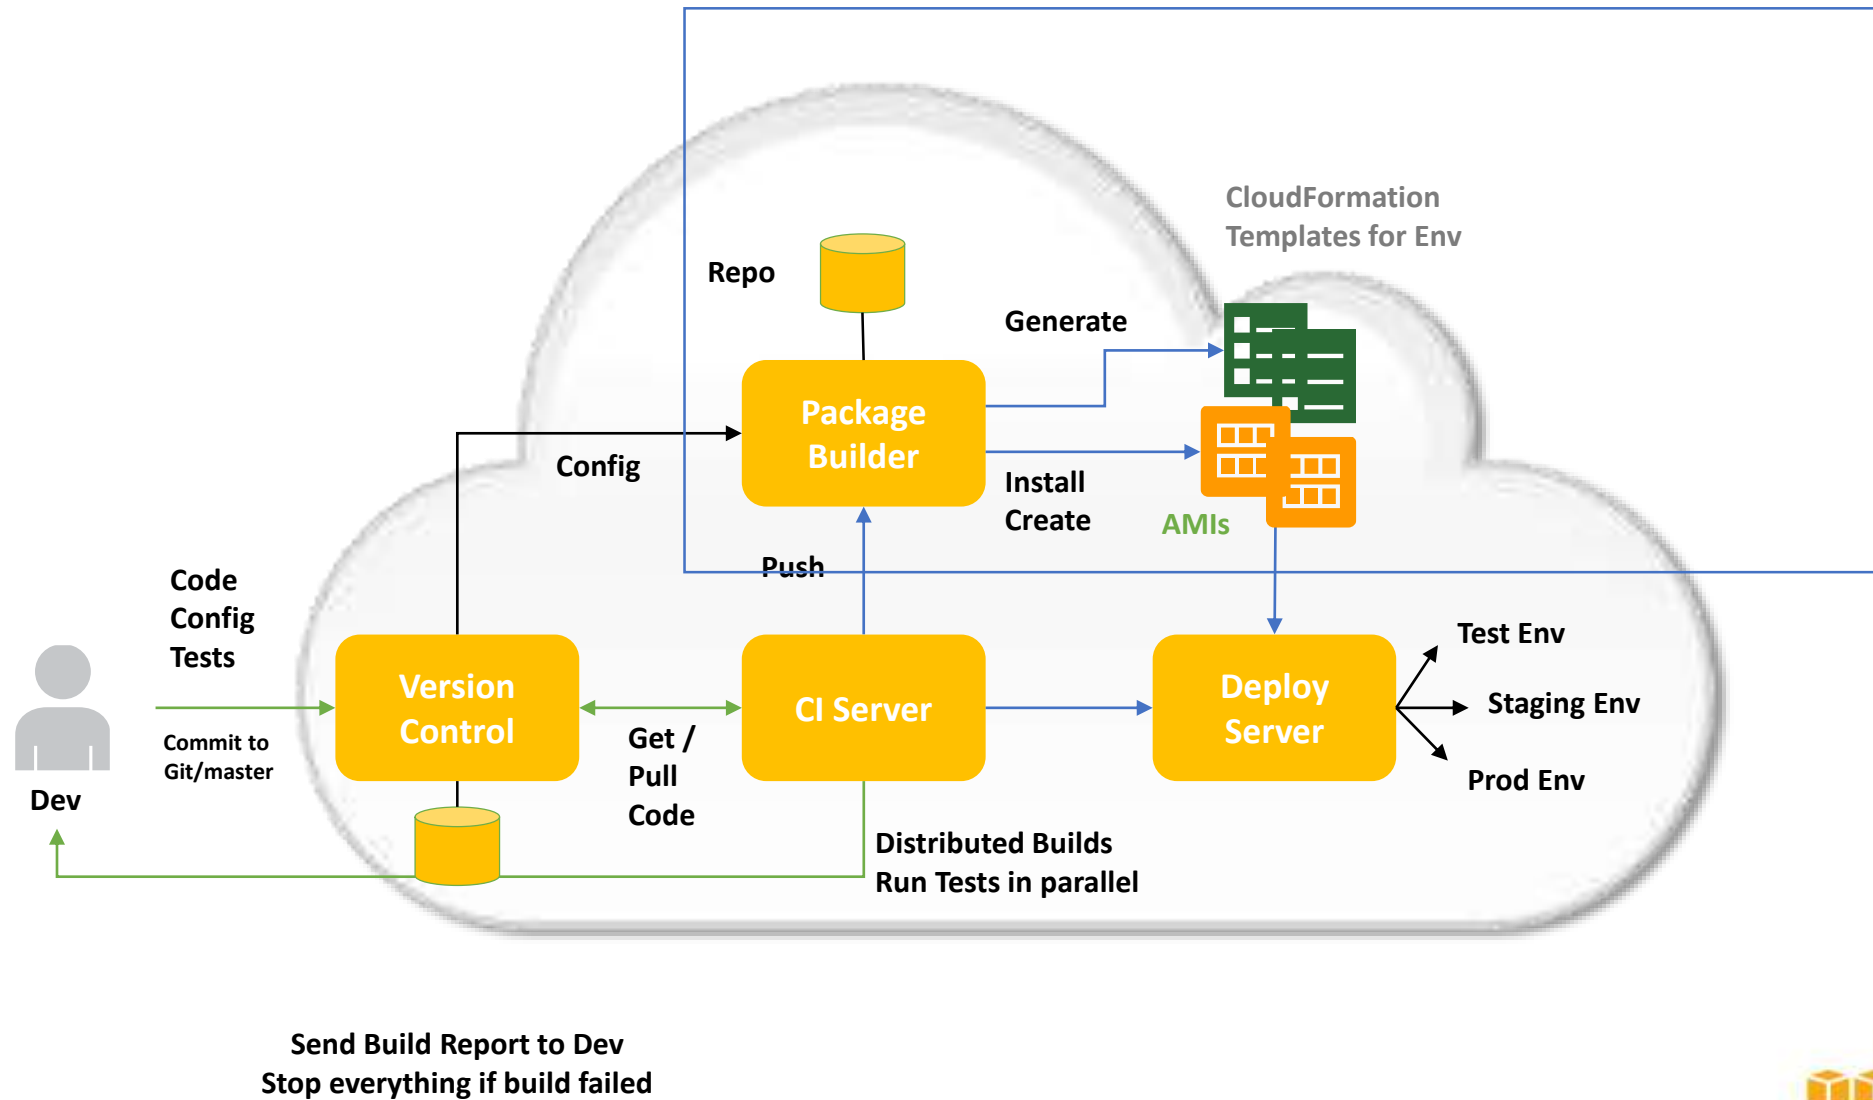 CloudFormation
Templates for Env
Repo
Generate
Package
Builder
Config
Install
Create
AMIs
Push
Code
Config
Tests
Commit to
Git/master
Dev
Version
Control
Get /
Pull
Code
CI Server
Deploy
Server
Test Env
Staging Env
Prod Env
Distributed Builds
Run Tests in parallel
Send Build Report to Dev
Stop everything if build failed